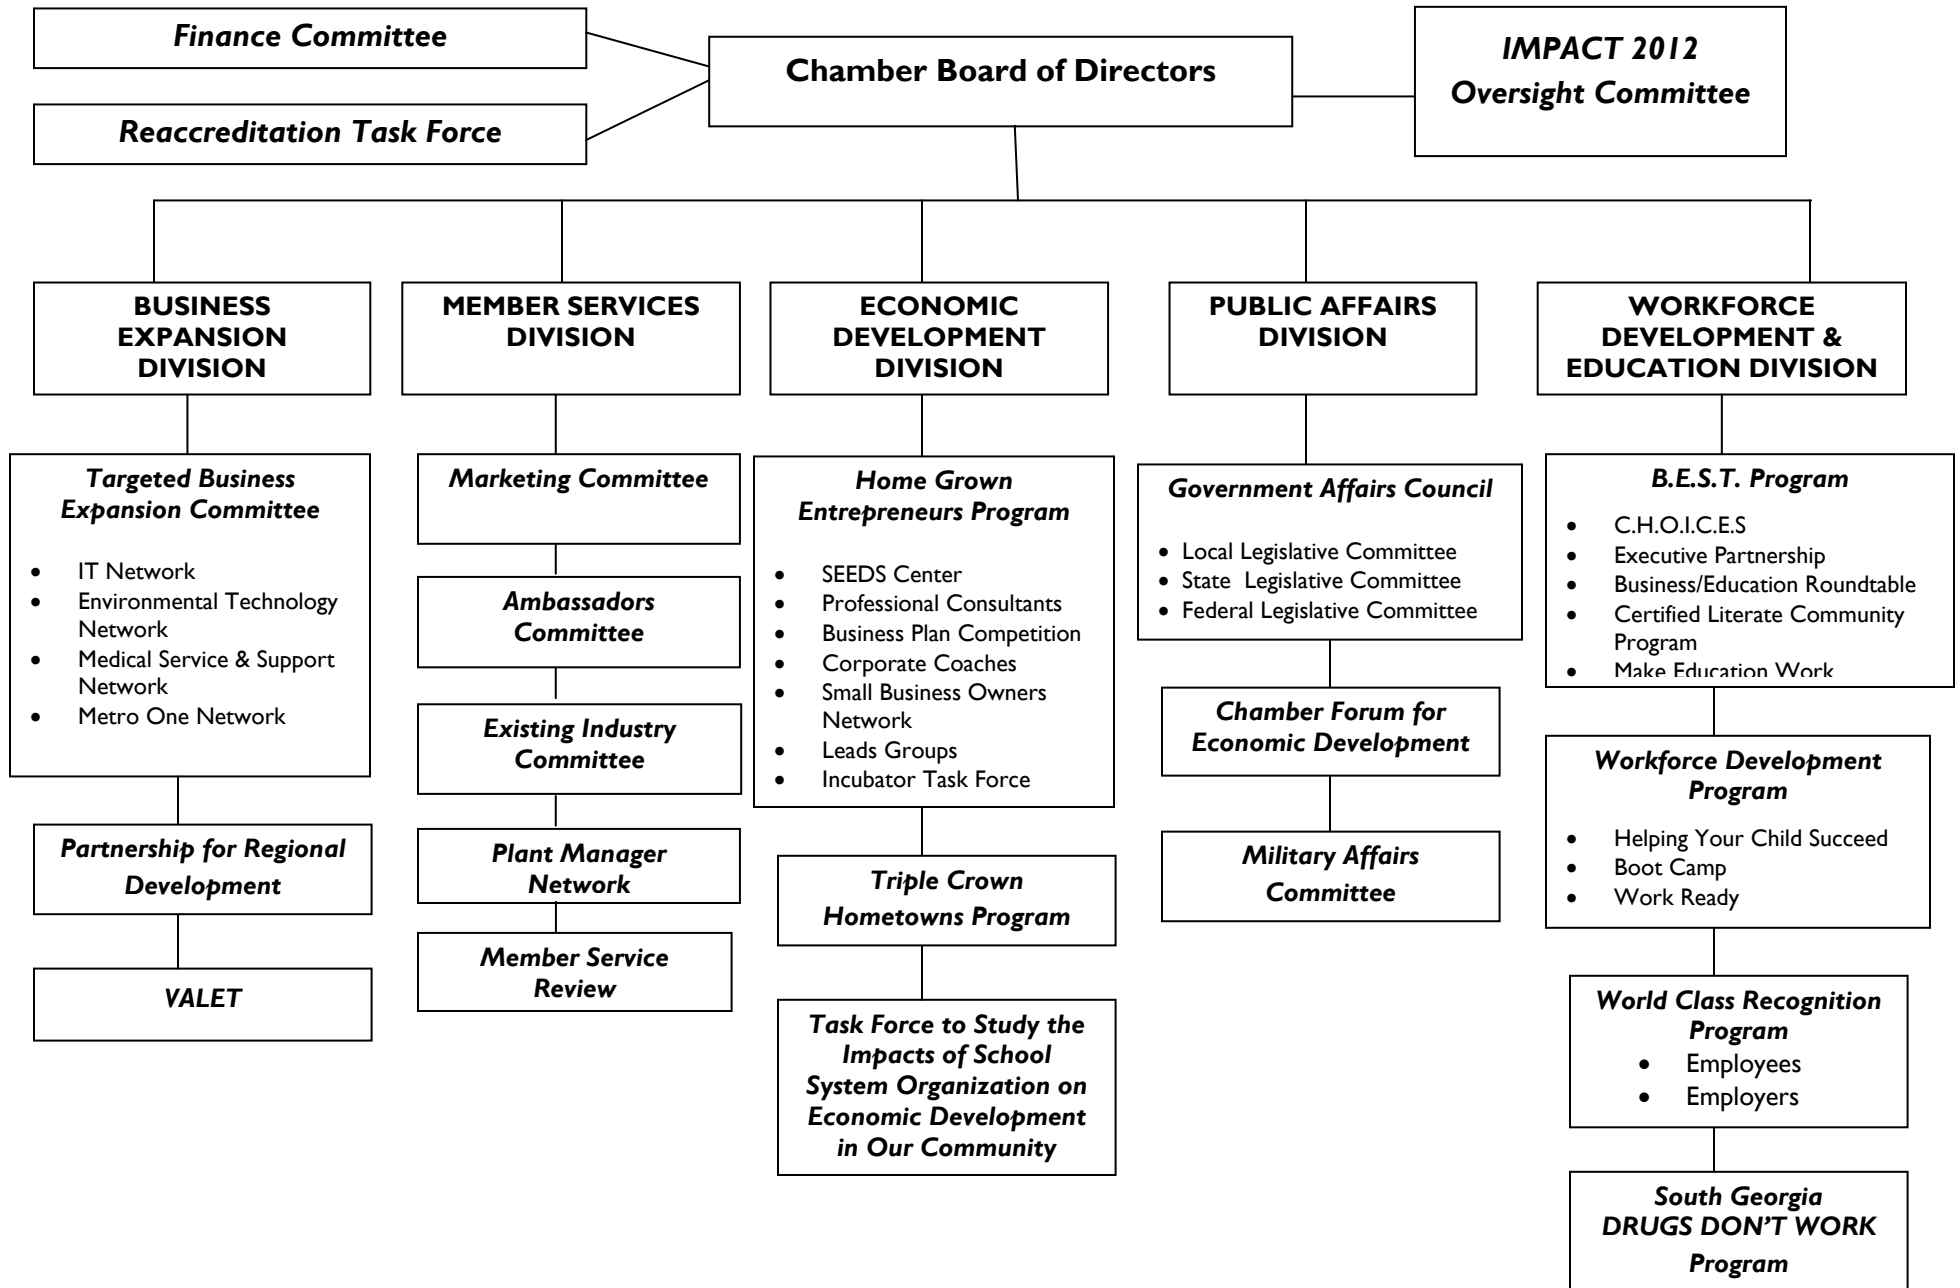 Finance Committee
Reaccreditation Task Force
Chamber Board of Directors
IMPACT 2012
Oversight Committee
BUSINESS
EXPANSION
DIVISION
Targeted Business
Expansion Committee
• IT Network
• Environmental Technology
Network
• Medical Service & Support
Network
• Metro One Network
Partnership for Regional
Development
VALET
MEMBER SERVICES
DIVISION
Marketing Committee
Ambassadors
Committee
Existing Industry
Committee
Plant Manager
Network
Member Service
Review
ECONOMIC
DEVELOPMENT
DIVISION
Home Grown
Entrepreneurs Program
• SEEDS Center
• Professional Consultants
• Business Plan Competition
• Corporate Coaches
• Small Business Owners
Network
• Leads Groups
• Incubator Task Force
Triple Crown
Hometowns Program
Task Force to Study the
Impacts of School
System Organization on
Economic Development
in Our Community
PUBLIC AFFAIRS
DIVISION
Government Affairs Council
• Local Legislative Committee
• State Legislative Committee
• Federal Legislative Committee
Chamber Forum for
Economic Development
Military Affairs
Committee
WORKFORCE
DEVELOPMENT &
EDUCATION DIVISION
B.E.S.T. Program
• C.H.O.I.C.E.S
• Executive Partnership
• Business/Education Roundtable
• Certified Literate Community
Program
• Make Education Work
Workforce Development
Program
• Helping Your Child Succeed
• Boot Camp
• Work Ready
World Class Recognition
Program
• Employees
• Employers
South Georgia
DRUGS DON'T WORK
Program